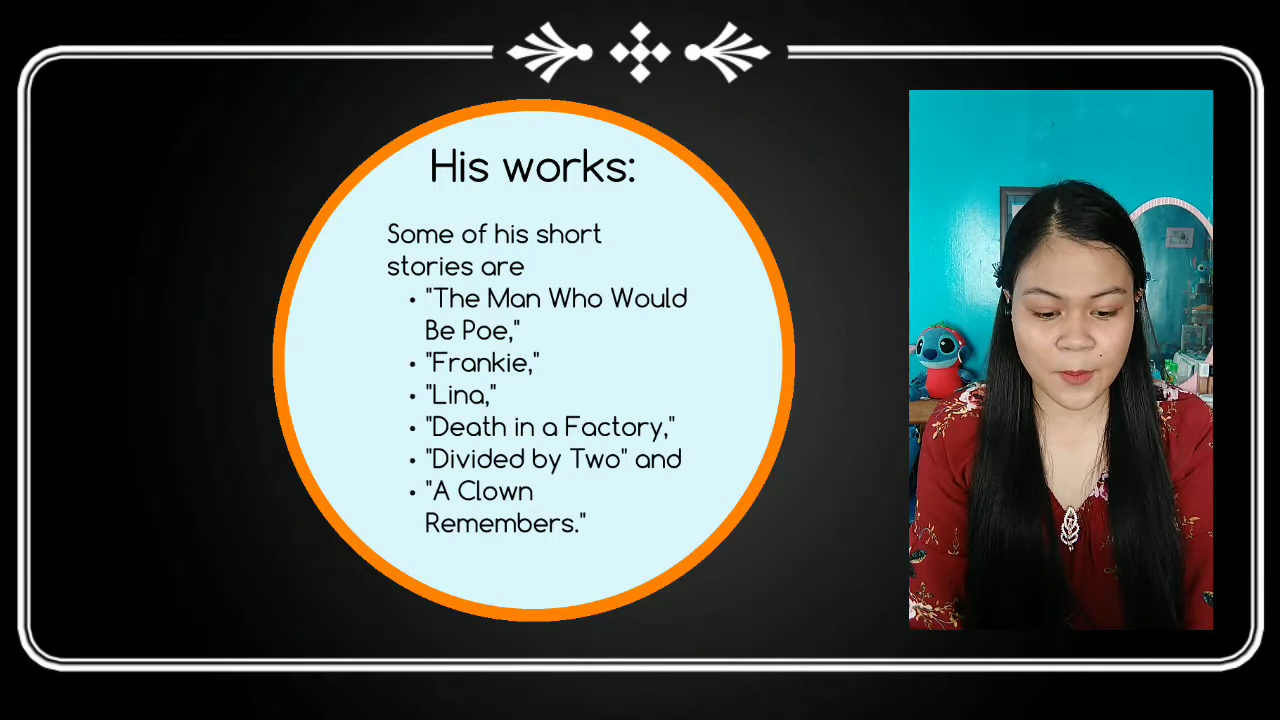 His works:
Some of his short
stories are
• "The Man Who Would
Be Poe,"
• "Frankie,"
• "Lina,"
• "Death in a Factory,"
• "Divided by Two" and
• "A Clown
Remembers."